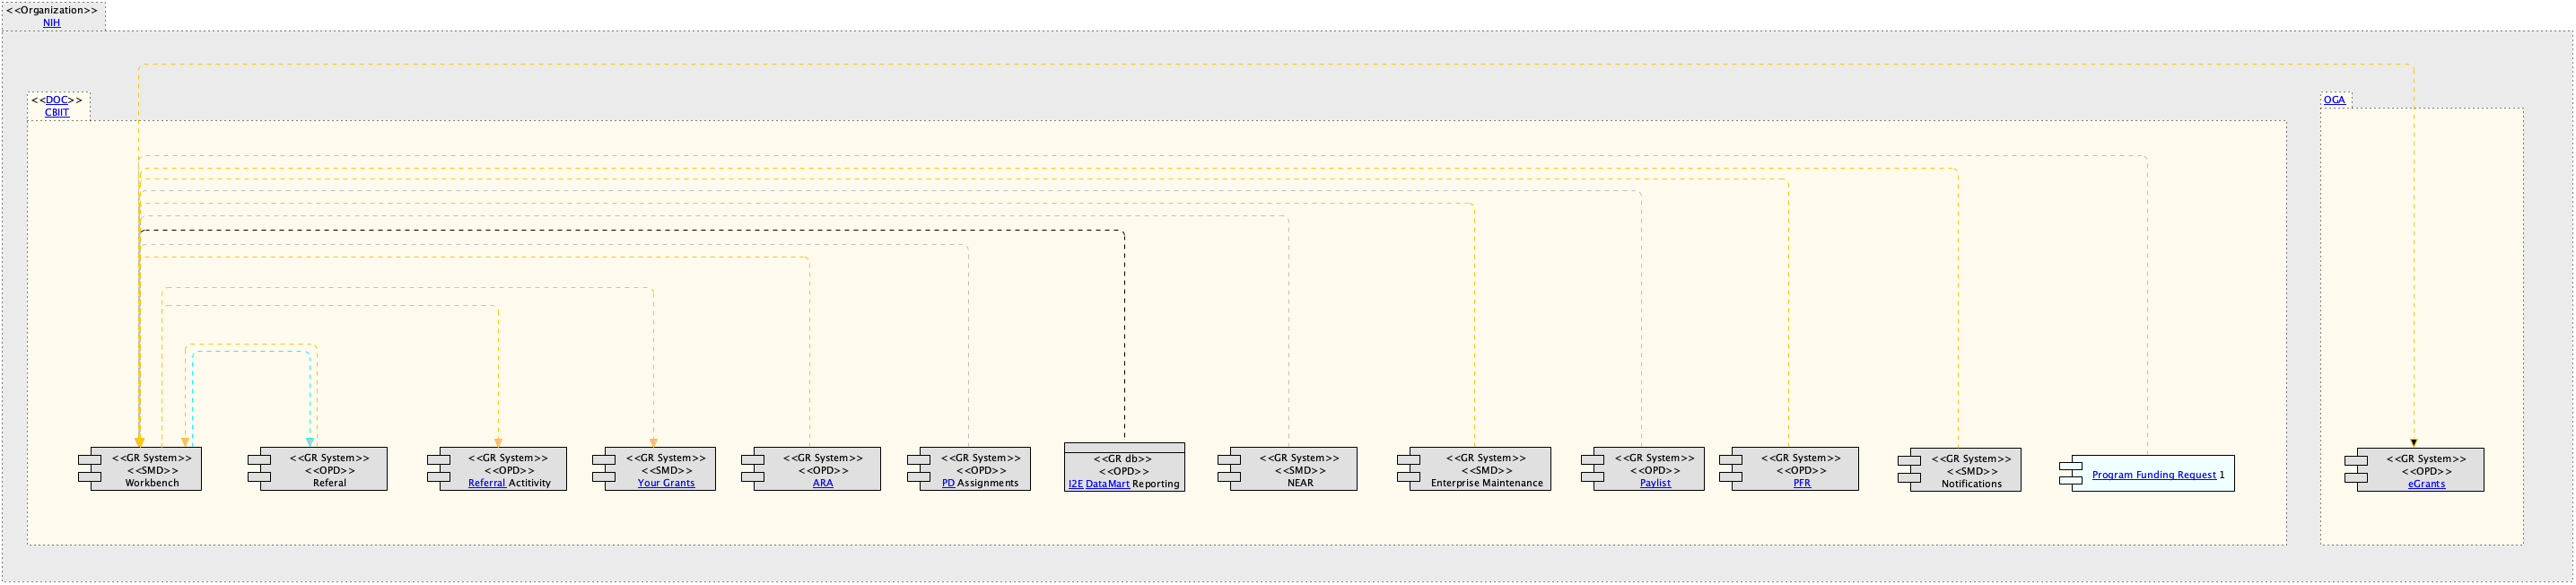 <<Organization>>
NIH
<<DOC>>
CBIIT
OGA
<<GR System>>
<<SMD>>
Workbench
<<GR System>>
<<OPD>>
Referal
<<GR System>>
<<OPD>>
Referral Actitivity
<<GR System>>
<<SMD>>
Your Grants
<<GR System>>
<<OPD>>
ARA
<<GR System>>
<<OPD>>
PD Assignments
<<GR db>>
<<OPD>>
I2E DataMart Reporting
<<GR System>>
<<SMD>>
NEAR
<<GR System>>
<<SMD>>
Enterprise Maintenance
<<GR System>>
<<OPD>>
Paylist
<<GR System>>
<<OPD>>
PFR
<<GR System>>
<<SMD>>
Notifications
Program Funding Request 1
<<GR System>>
<<OPD>>
eGrants